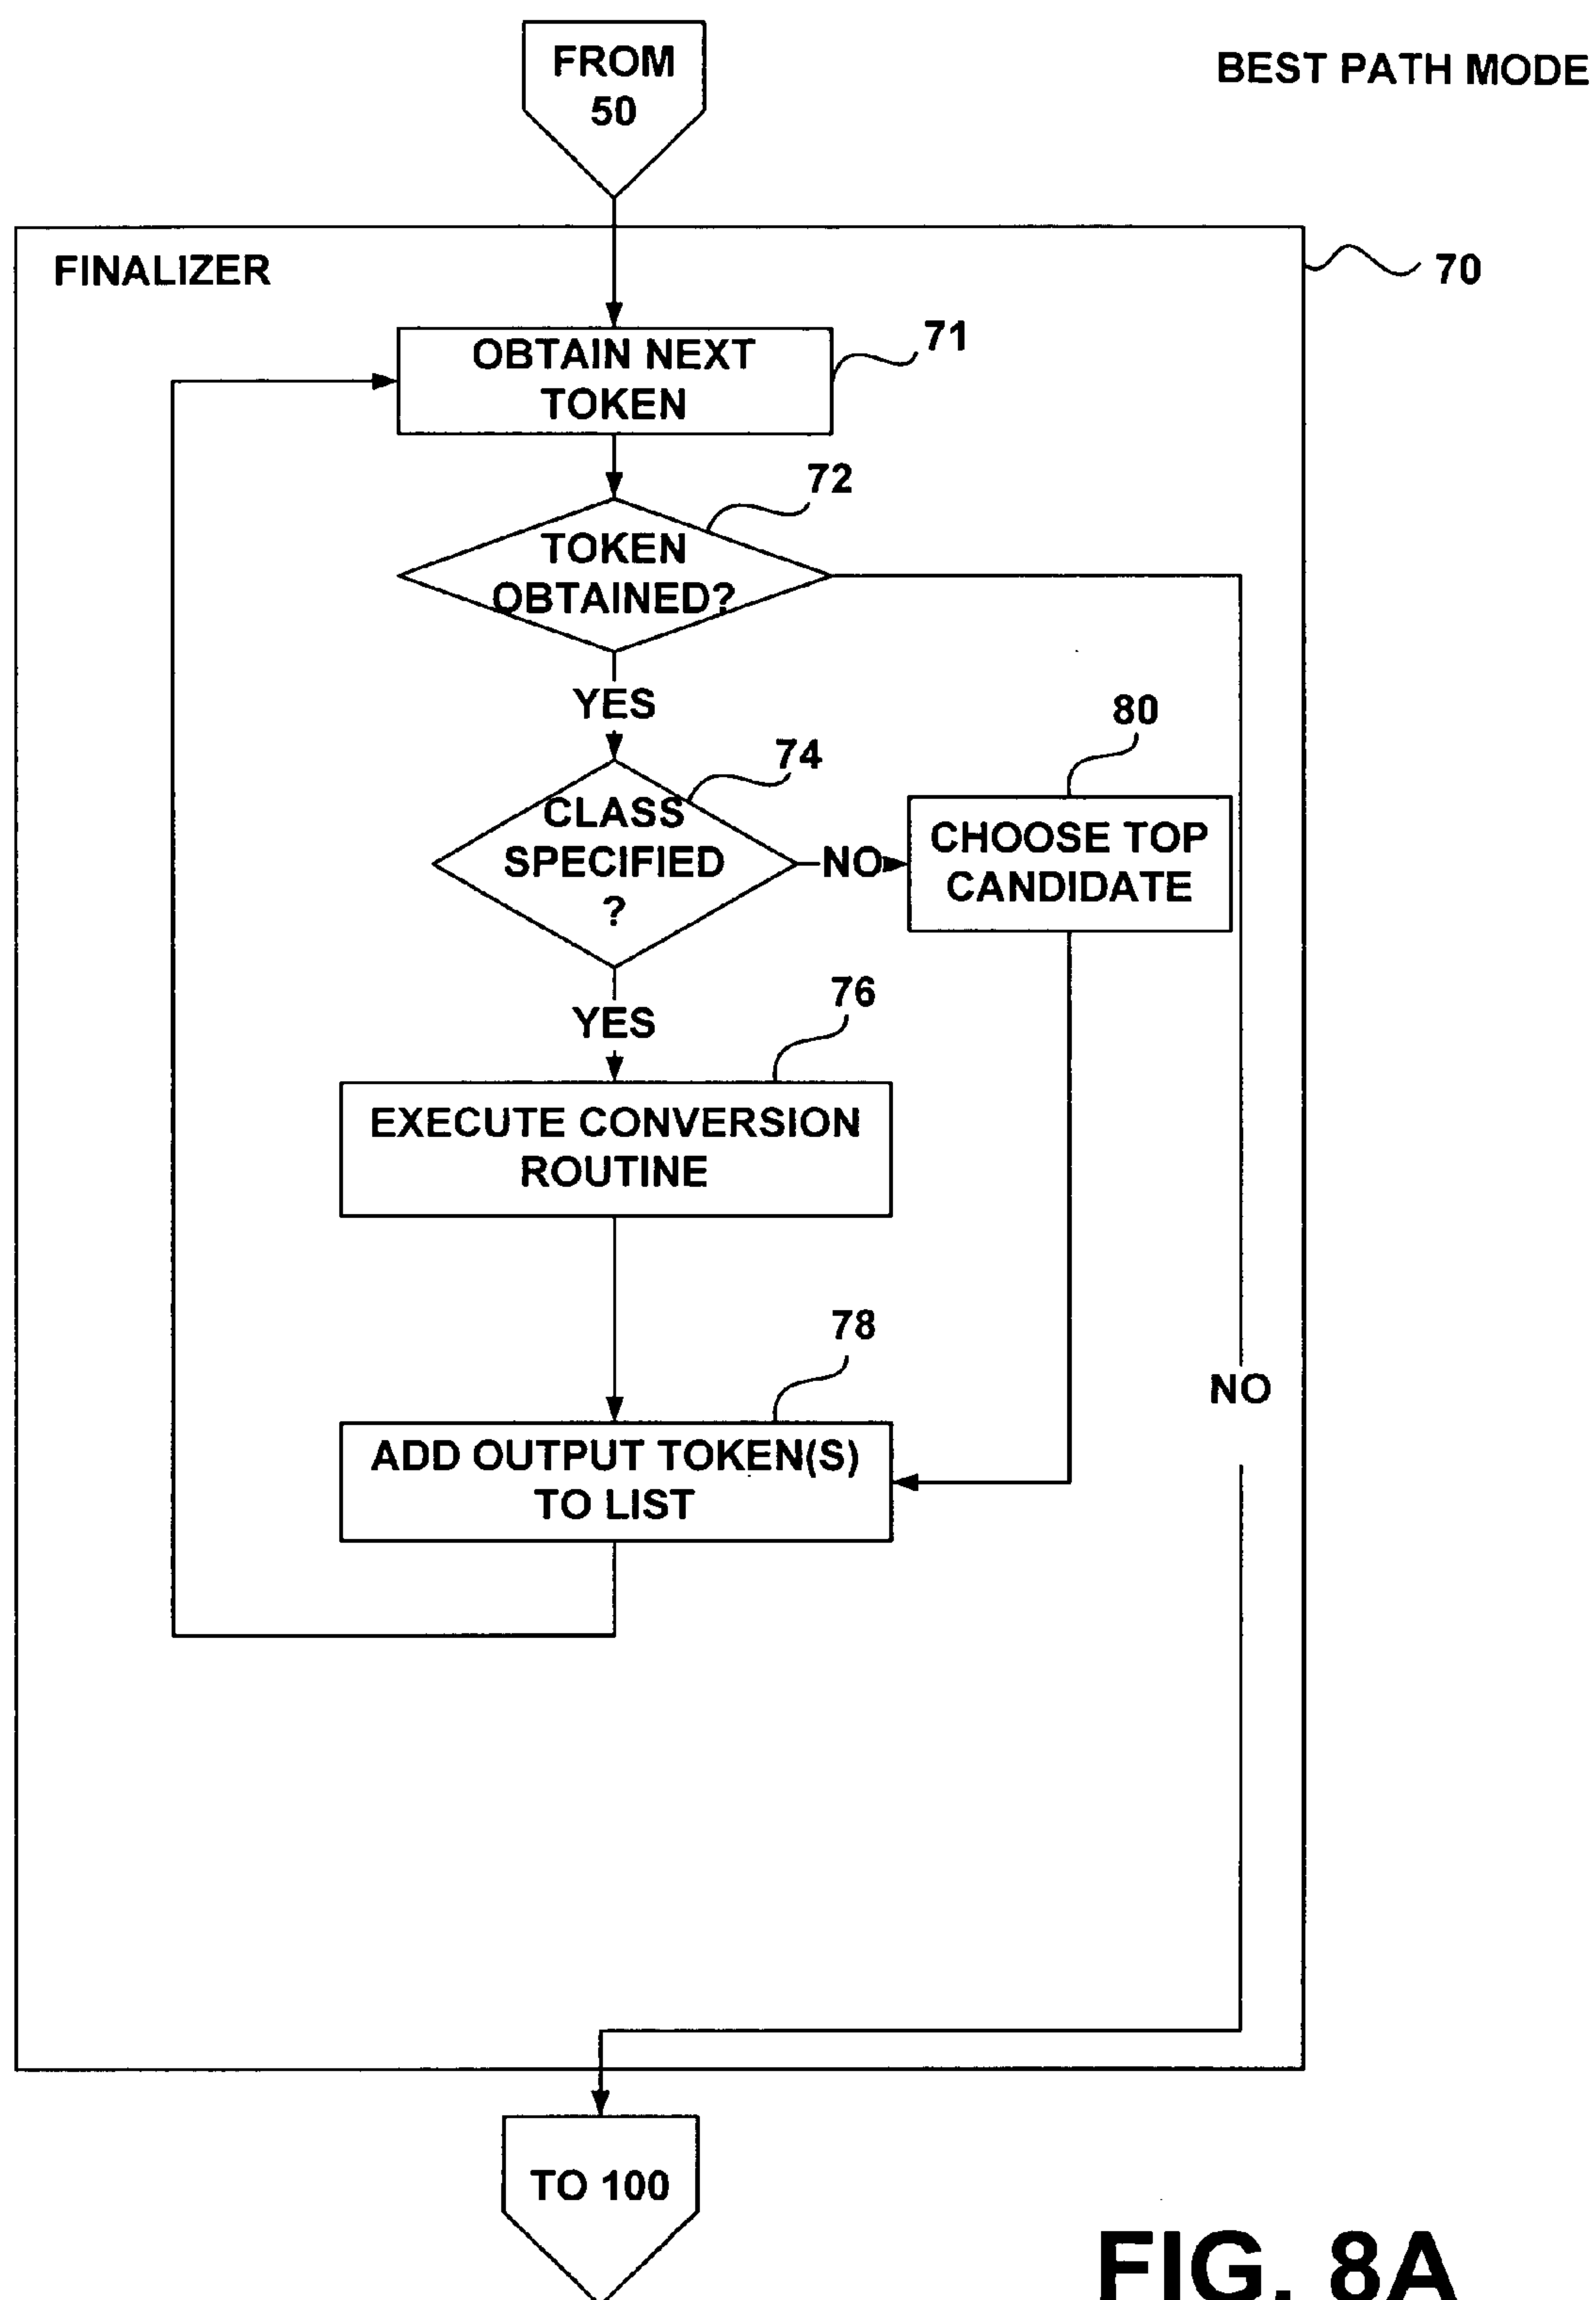 FROM
50
BEST PATH MODE
FINALIZER
70
OBTAIN NEXT
TOKEN
71
TOKEN
OBTAINED?
72
YES
CLASS
SPECIFIED
?
74
NO
CHOOSE TOP
CANDIDATE
80
YES
EXECUTE CONVERSION
ROUTINE
76
NO
ADD OUTPUT TOKEN(S)
TO LIST
78
TO 100
FIG. 8A